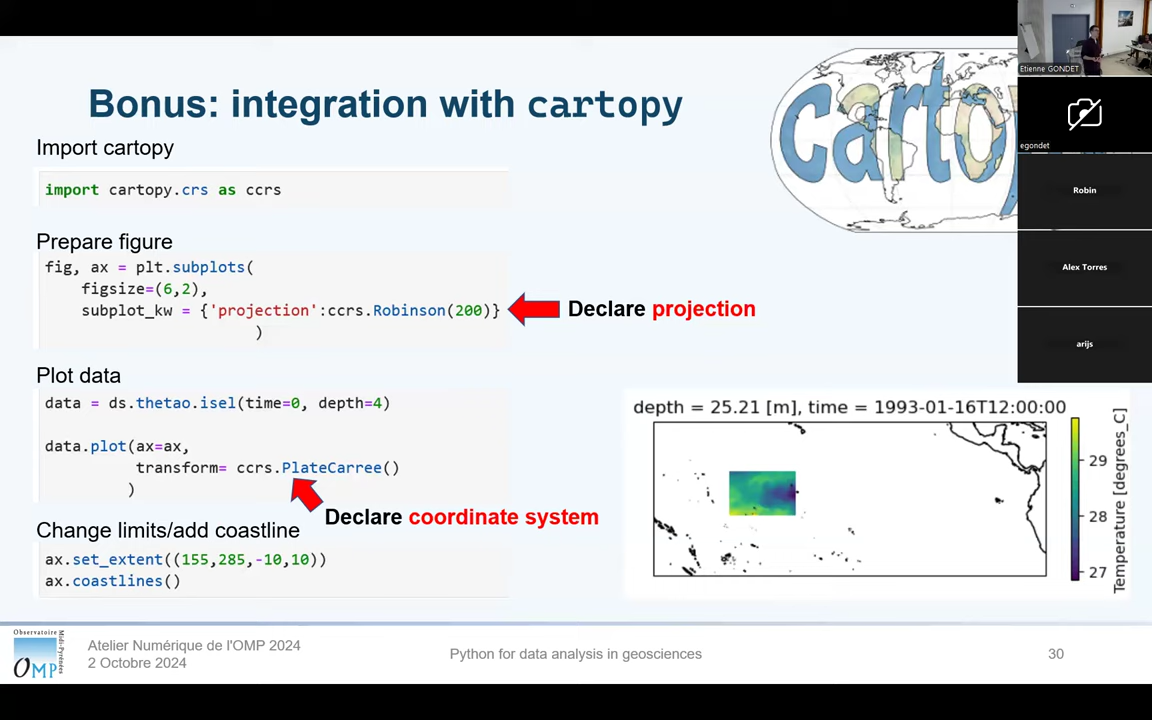 Bonus: integration with cartopy
Import cartopy
import cartopy.crs as ccrs
Prepare figure
fig, ax = plt.subplots(
figsize=(6,2),
subplot_kw = {'projection':ccrs.Robinson(200)}
)
Declare projection
Plot data
data = ds.thetao.isel(time=0, depth=4)
data.plot(ax=ax,
transform= ccrs.PlateCarree()
)
Declare coordinate system
Change limits/add coastline
ax.set_extent((155,285,-10,10))
ax.coastlines()
Carto
depth = 25.21 [m], time = 1993-01-16T12:00:00
29
28
27
Temperature [degrees_C]
Etienne GONDET
egondet
Robin
Alex Torres
arijs
Observatoire
Midi-Pyrénées
OMP
Atelier Numérique de l'OMP 2024
2 Octobre 2024
Python for data analysis in geosciences
30